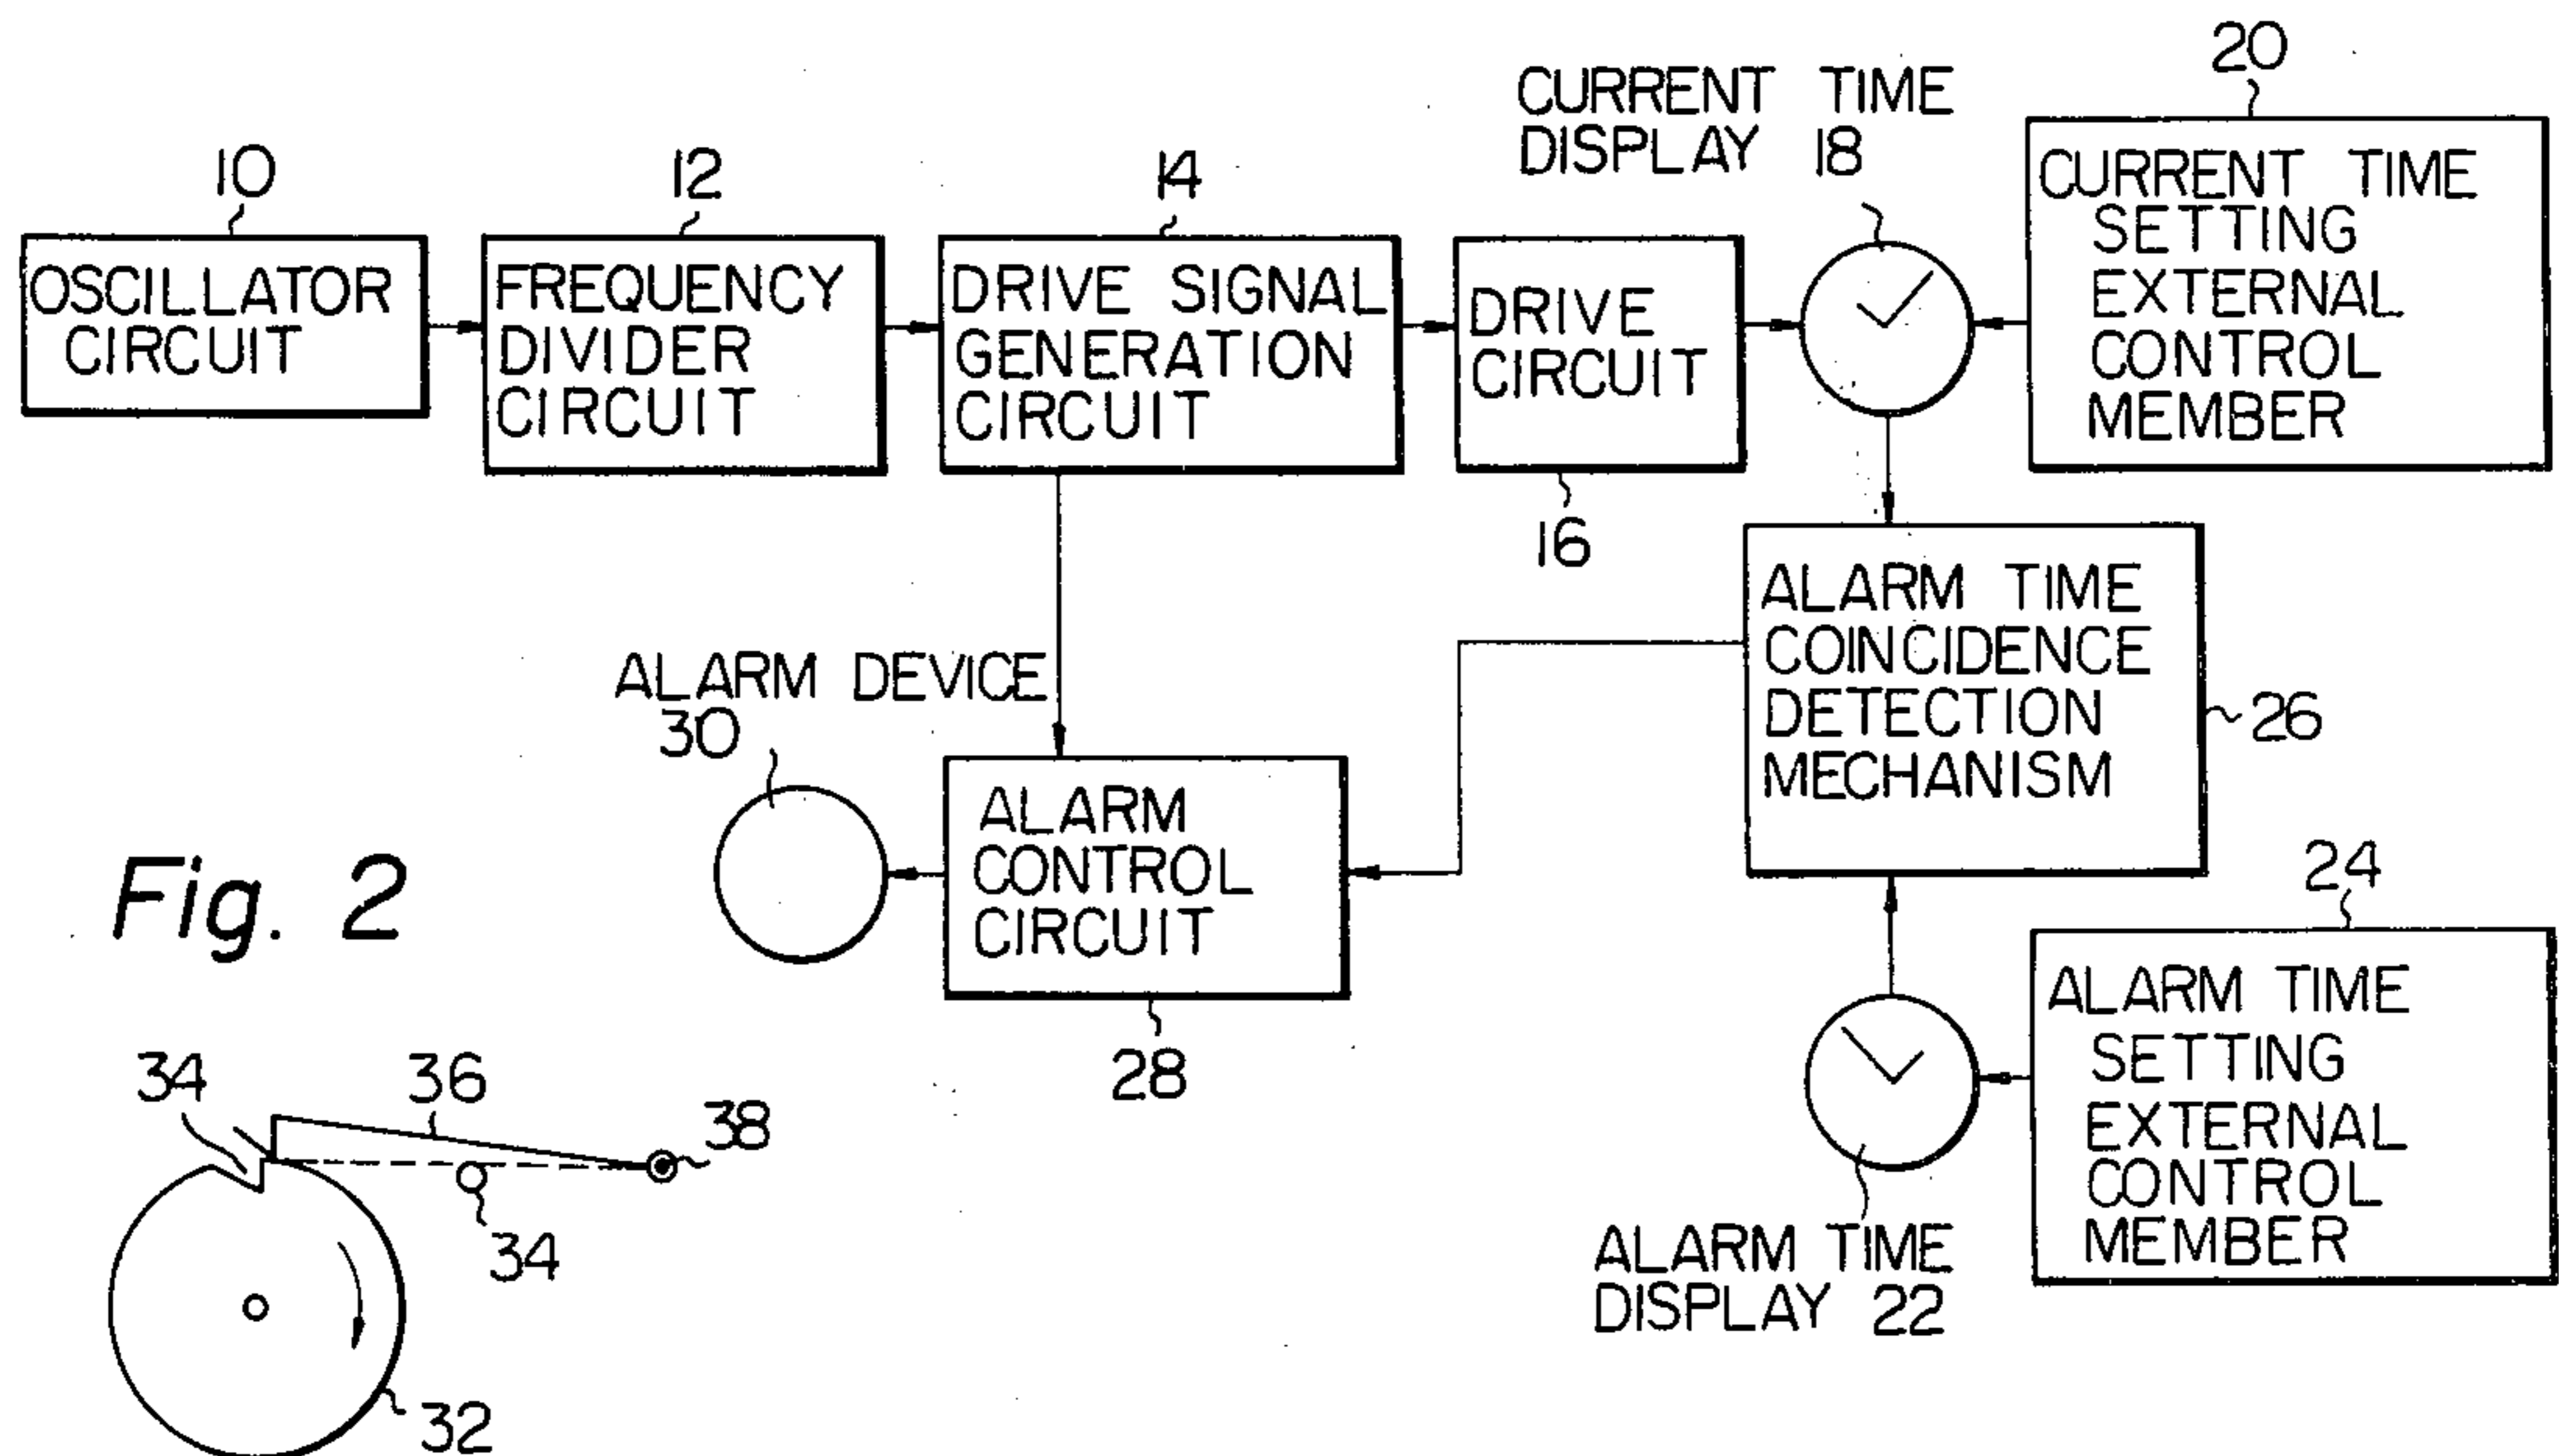 20
CURRENT TIME
DISPLAY 18
10
12
14
CURRENT TIME
SETTING
EXTERNAL
CONTROL
MEMBER
OSCILLATOR
CIRCUIT
FREQUENCY
DIVIDER
CIRCUIT
DRIVE SIGNAL
GENERATION
CIRCUIT
DRIVE
CIRCUIT
16
ALARM TIME
COINCIDENCE
DETECTION
MECHANISM
26
ALARM DEVICE
30
ALARM
CONTROL
CIRCUIT
28
24
ALARM TIME
SETTING
EXTERNAL
CONTROL
MEMBER
ALARM TIME
DISPLAY 22
Fig. 2
34
36
38
34
32